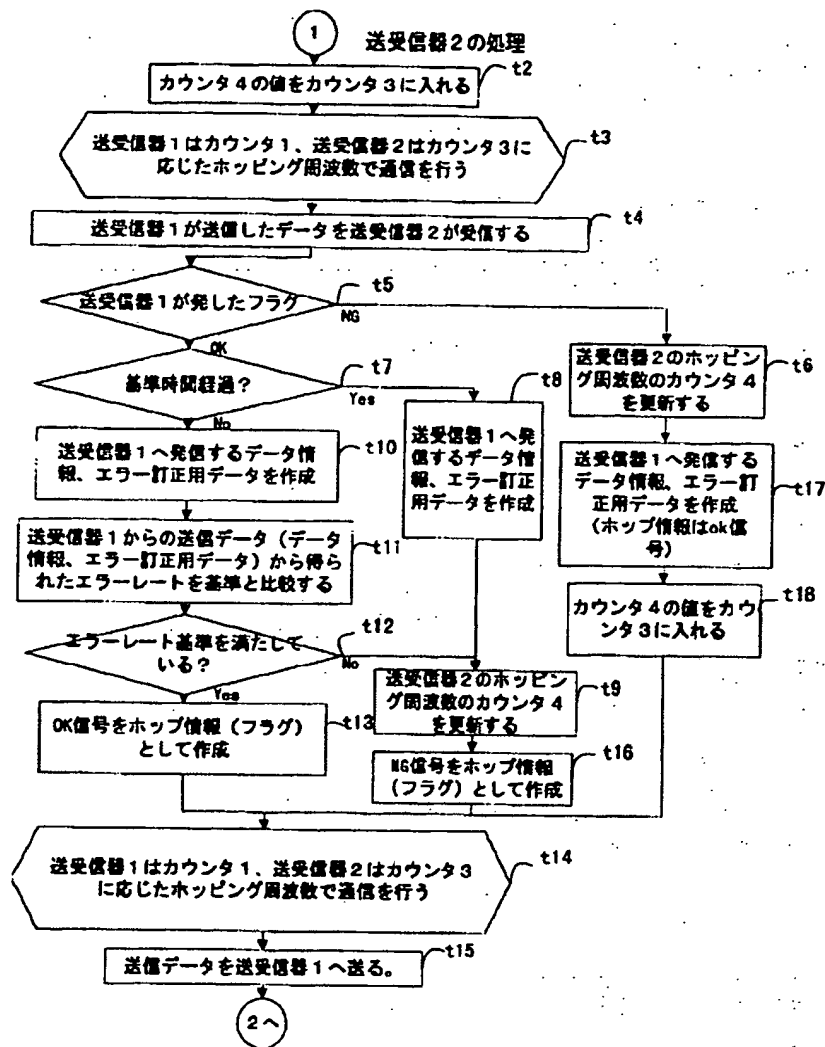 1
送受信器2の処理
t2
カウンタ4の値をカウンタ3に入れる
t3
送受信器1はカウンタ1、送受信器2はカウンタ3に
応じたホッピング周波数で通信を行う
t4
送受信器1が送信したデータを送受信器2が受信する
t5
送受信器1が発したフラグ
NG
OK
t6
送受信器2のホッピン
グ周波数のカウンタ4
を更新する
t7
基準時間経過?
Yes
No
t8
送受信器1へ発
信するデータ情
報、エラー訂正
用データを作成
t10
送受信器1へ発信するデータ情
報、エラー訂正用データを作成
t17
送受信器1へ発信する
データ情報、エラー訂
正用データを作成
(ホップ情報はok信
号)
t11
送受信器1からの送信データ(データ
情報、エラー訂正用データ)から得ら
れたエラーレートを基準と比較する
t18
カウンタ4の値をカウ
ンタ3に入れる
t12
エラーレート基準を満たして
いる?
No
Yes
t9
送受信器2のホッピン
グ周波数のカウンタ4
を更新する
t13
OK信号をホップ情報(フラグ)
として作成
t16
NG信号をホップ情報
(フラグ)として作成
t14
送受信器1はカウンタ1、送受信器2はカウンタ3
に応じたホッピング周波数で通信を行う
t15
送信データを送受信器1へ送る。
2へ